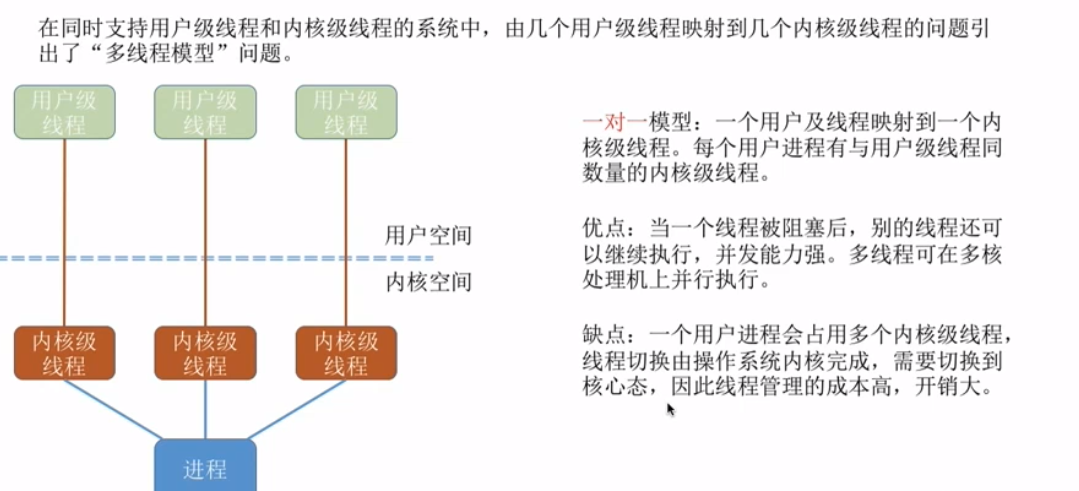 在同时支持用户级线程和内核级线程的系统中，由几个用户级线程映射到几个内核级线程的问题引
出了“多线程模型”问题。
用户级
线程
用户级
线程
用户级
线程
用户空间
内核空间
内核级
线程
内核级
线程
内核级
线程
进程
一对一模型：一个用户及线程映射到一个内
核级线程。每个用户进程有与用户级线程同
数量的内核级线程。
优点：当一个线程被阻塞后，别的线程还可
以继续执行，并发能力强。多线程可在多核
处理机上并行执行。
缺点：一个用户进程会占用多个内核级线程，
线程切换由操作系统内核完成，需要切换到
核心态，因此线程管理的成本高，开销大。